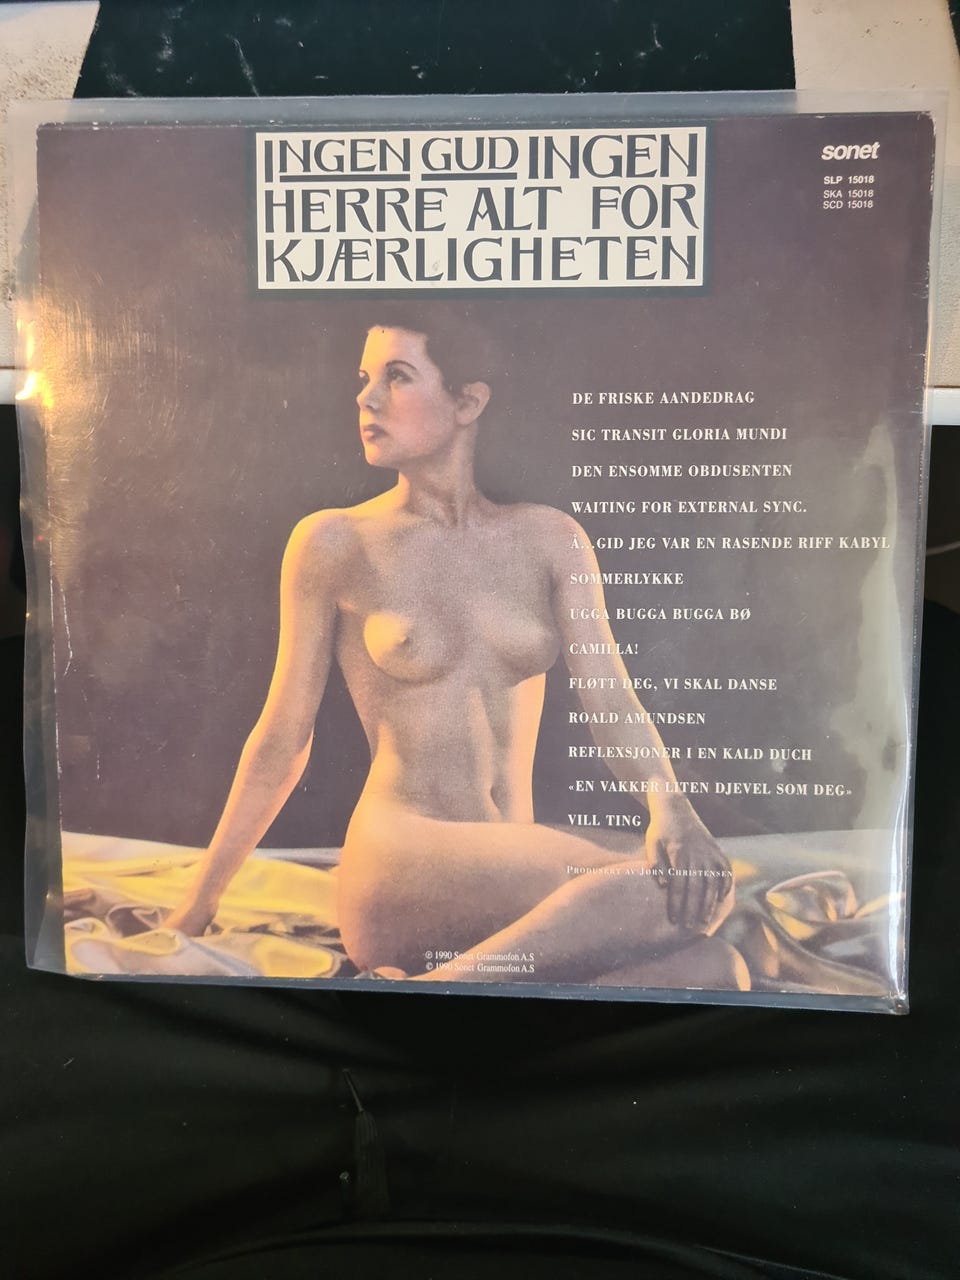 INGEN GUD INGEN
HERRE ALT FOR
KJÆRLIGHETEN
sonet
SLP 15018
SKA 15018
SCD 15018
DE FRISKE AANDEDRAG
SIC TRANSIT GLORIA MUNDI
DEN ENSOMME OBDUSENTEN
WAITING FOR EXTERNAL SYNC.
Å...GID JEG VAR EN RASENDE RIFF KABYL
SOMMERLYKKE
UGGA BUGGA BUGGA BØ
CAMILLA!
FLØTT DEG, VI SKAL DANSE
ROALD AMUNDSEN
REFLEXSJONER I EN KALD DUCH
«EN VAKKER LITEN DJEVEL SOM DEG»
VILL TING
PRODUSERT AV JØRN CHRISTENSEN
℗ 1990 Sonet Grammofon A.S
© 1990 Sonet Grammofon A.S